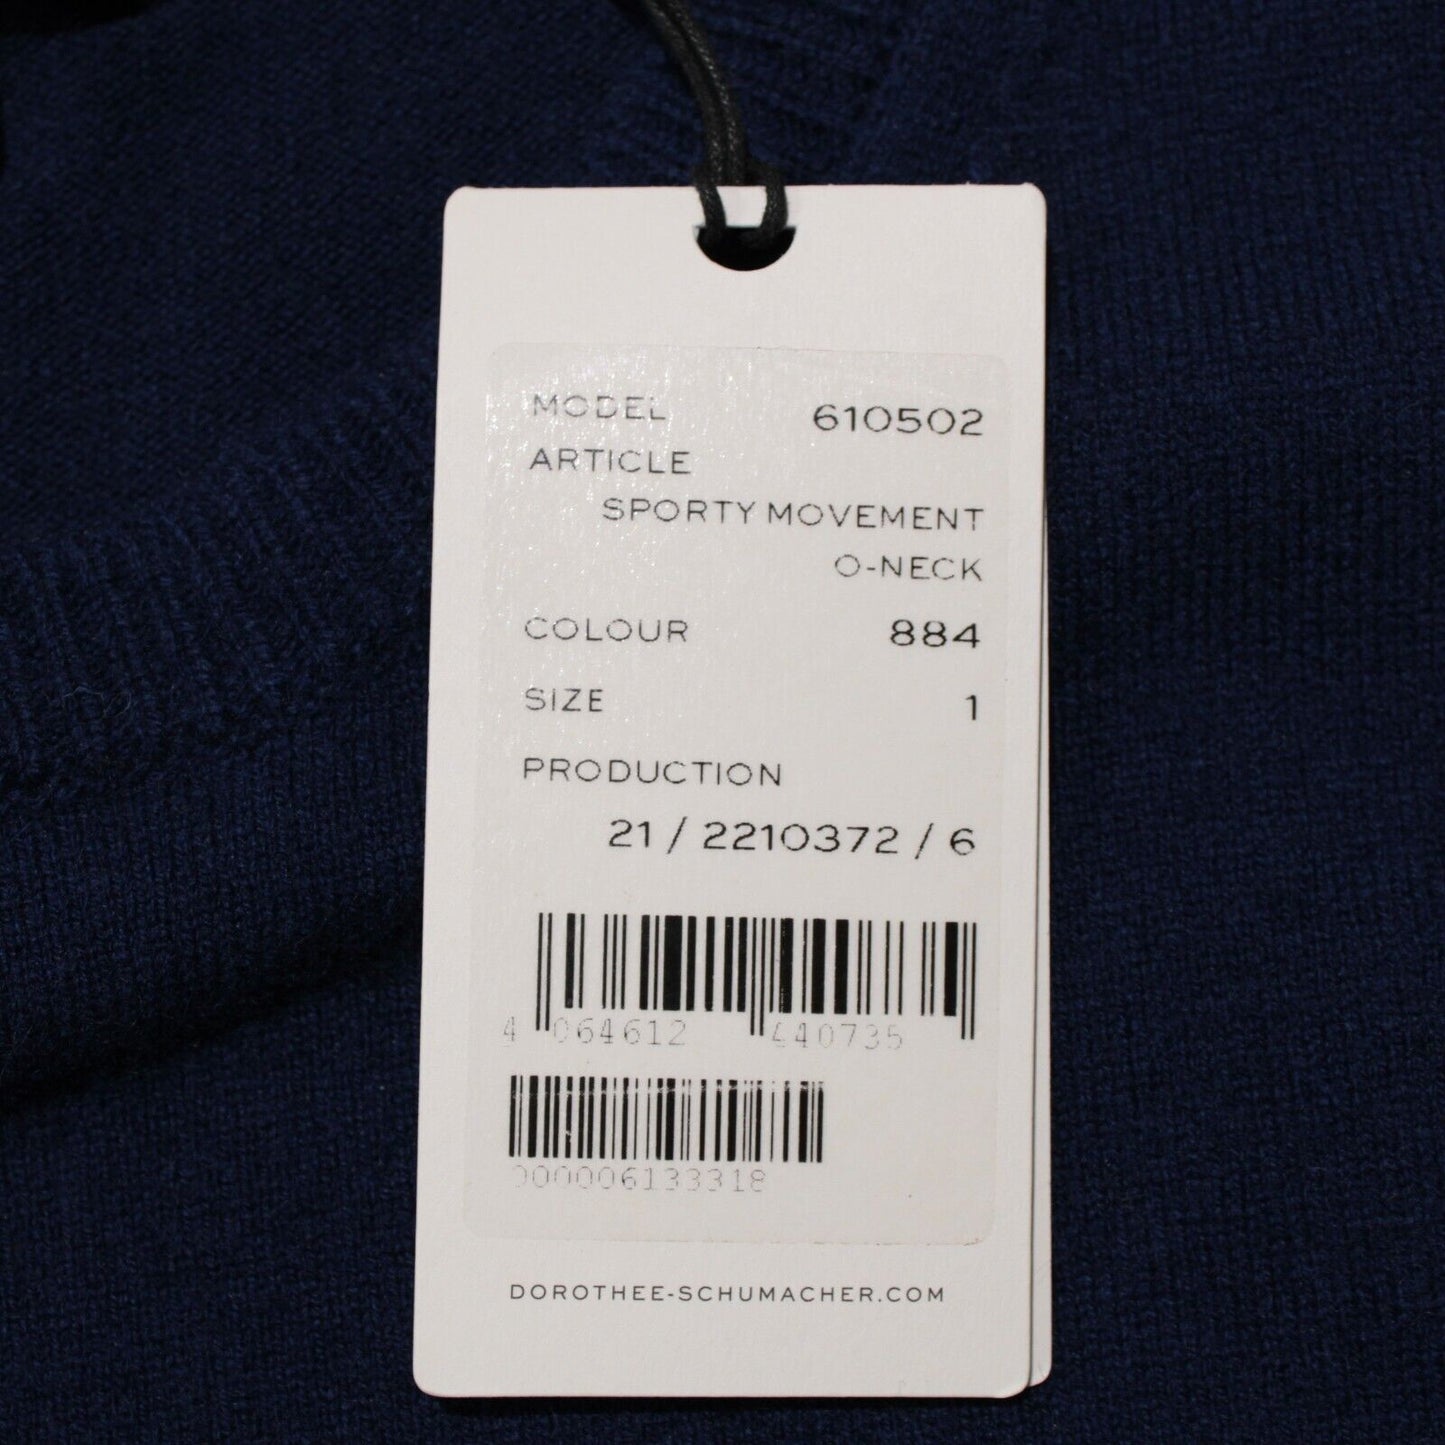 MODEL 610502
ARTICLE
SPORTY MOVEMENT
O-NECK
COLOUR 884
SIZE 1
PRODUCTION
21 / 2210372 / 6
4 064612 440735
000006133318
DOROTHEE-SCHUMACHER.COM